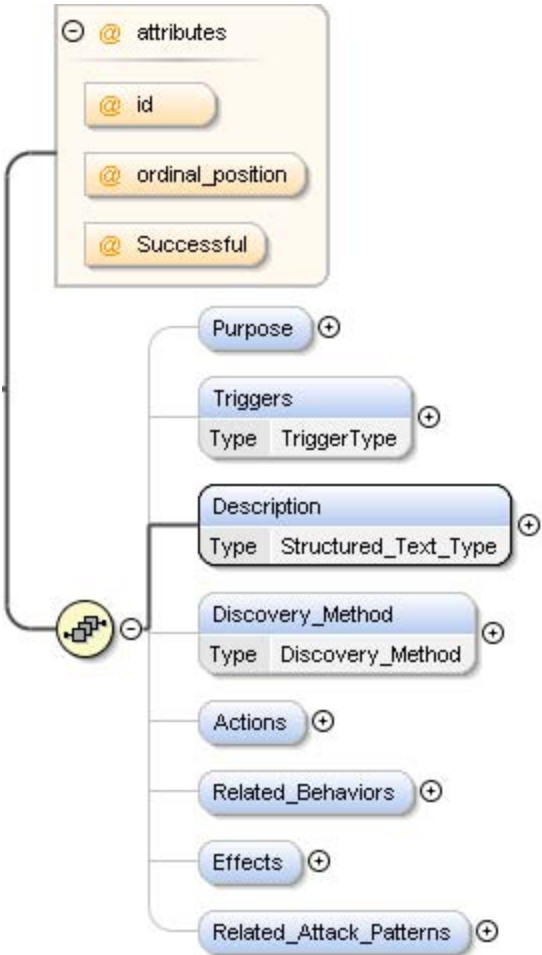 @ attributes
@ id
@ ordinal_position
@ Successful
Purpose
Triggers
Type TriggerType
Description
Type Structured_Text_Type
Discovery_Method
Type Discovery_Method
Actions
Related_Behaviors
Effects
Related_Attack_Patterns